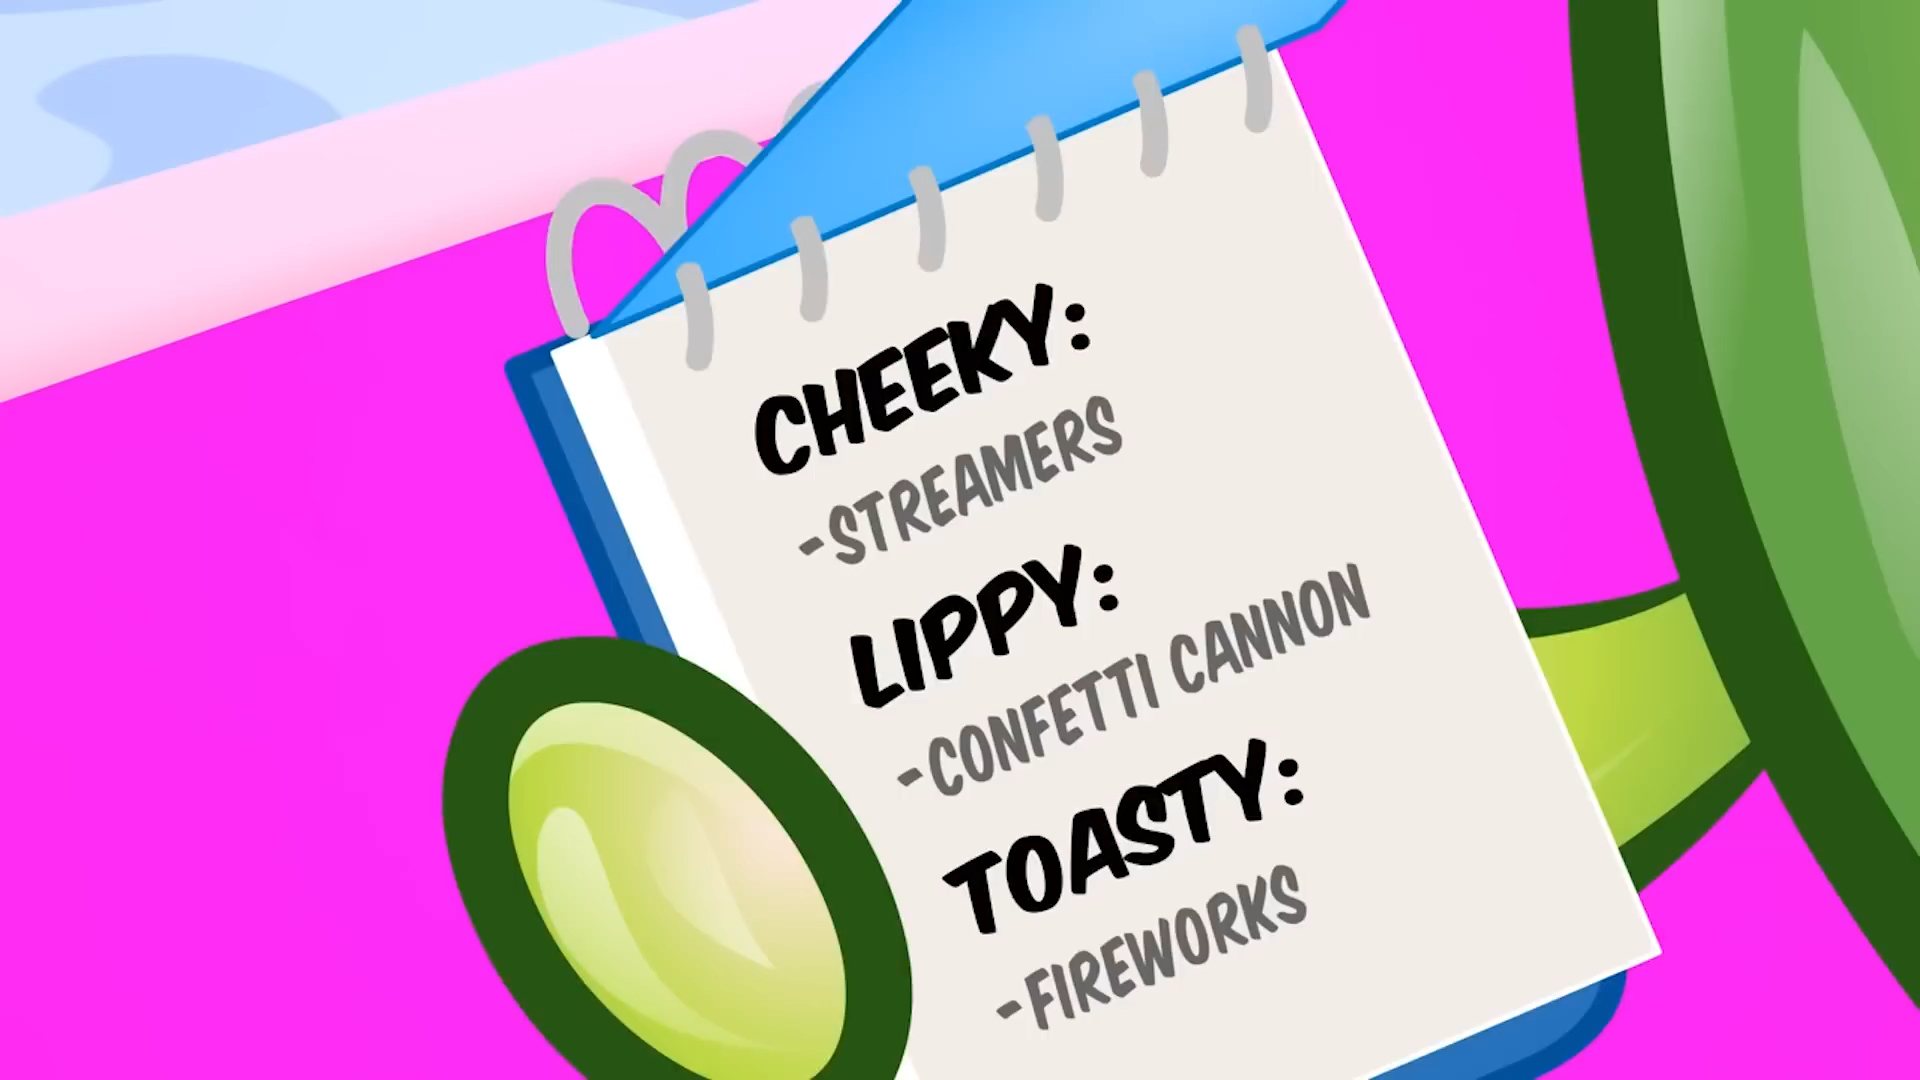 CHEEKY:
-STREAMERS
LIPPY:
-CONFETTI CANNON
TOASTY:
-FIREWORKS